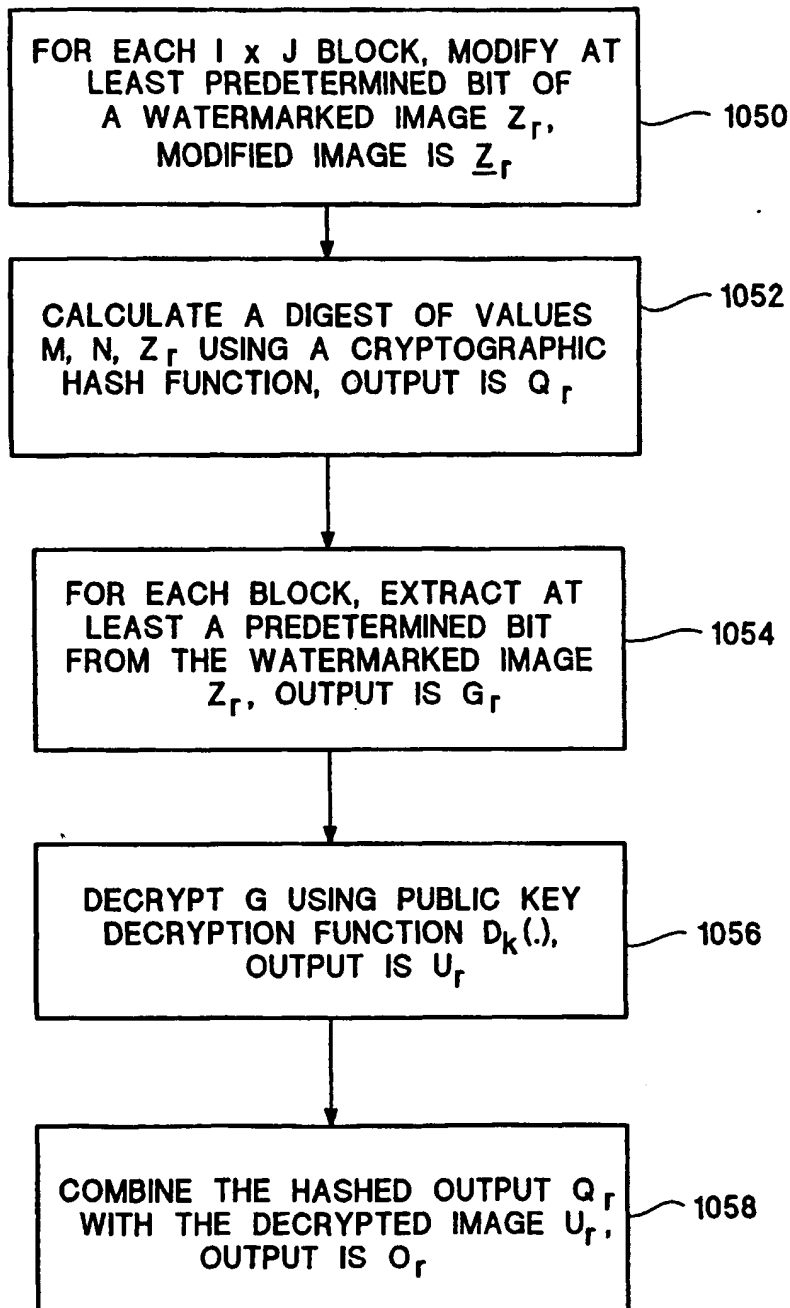 FOR EACH I x J BLOCK, MODIFY AT
LEAST PREDETERMINED BIT OF
A WATERMARKED IMAGE Zr,
MODIFIED IMAGE IS Zr
1050
CALCULATE A DIGEST OF VALUES
M, N, Zr USING A CRYPTOGRAPHIC
HASH FUNCTION, OUTPUT IS Qr
1052
FOR EACH BLOCK, EXTRACT AT
LEAST A PREDETERMINED BIT
FROM THE WATERMARKED IMAGE
Zr, OUTPUT IS Gr
1054
DECRYPT G USING PUBLIC KEY
DECRYPTION FUNCTION Dk(.),
OUTPUT IS Ur
1056
COMBINE THE HASHED OUTPUT Qr
WITH THE DECRYPTED IMAGE Ur,
OUTPUT IS Or
1058